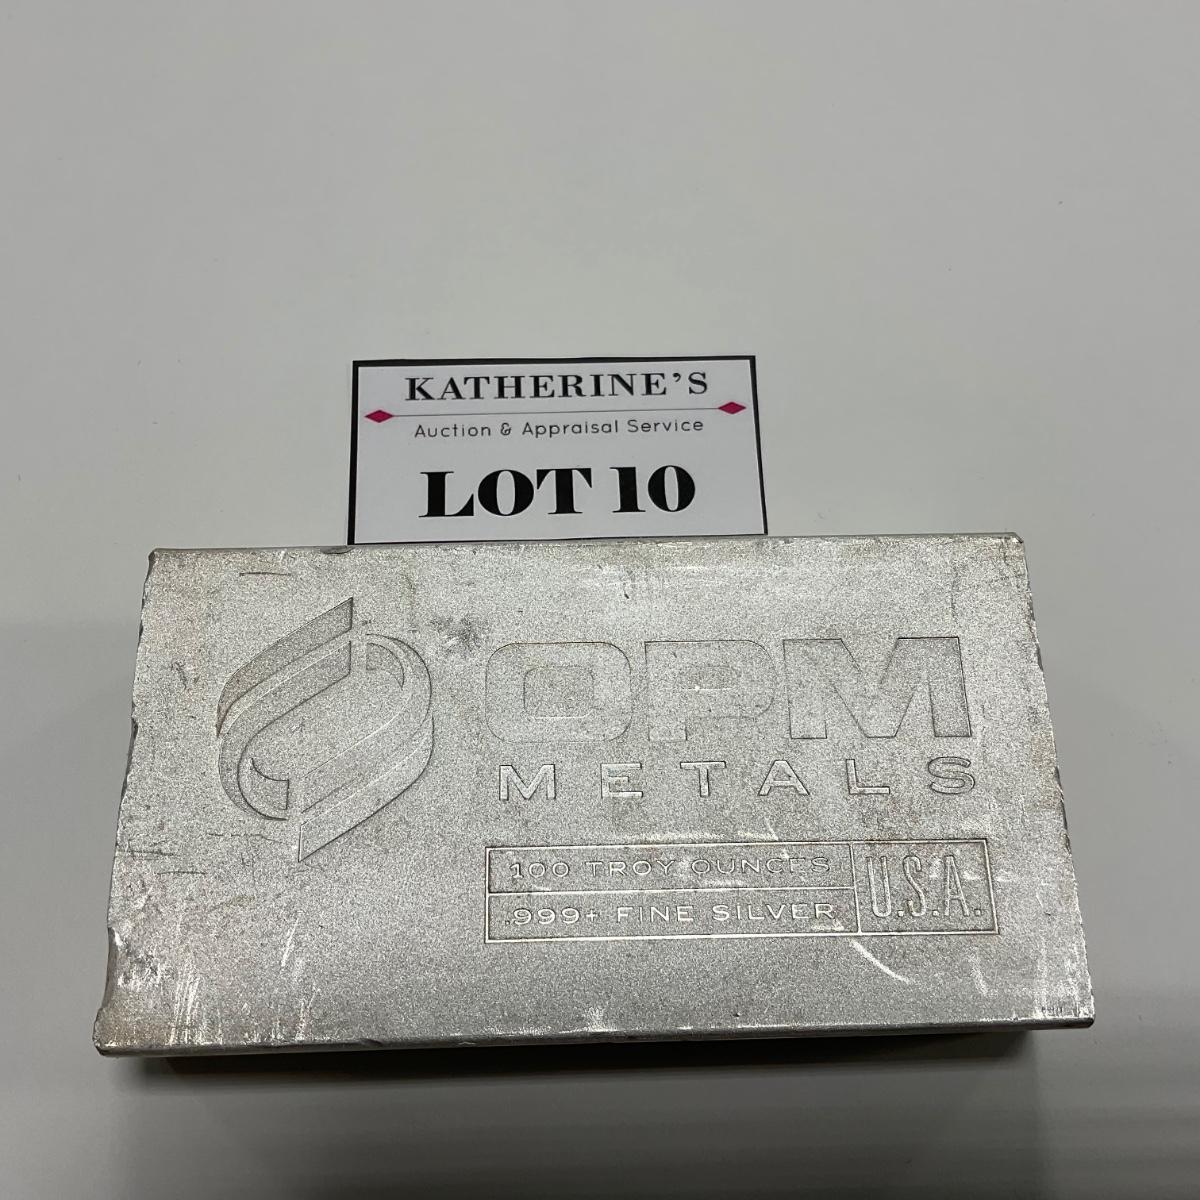 KATHERINE'S
Auction & Appraisal Service
LOT 10
OPM
METALS
100 TROY OUNCES
.999+ FINE SILVER
U.S.A.